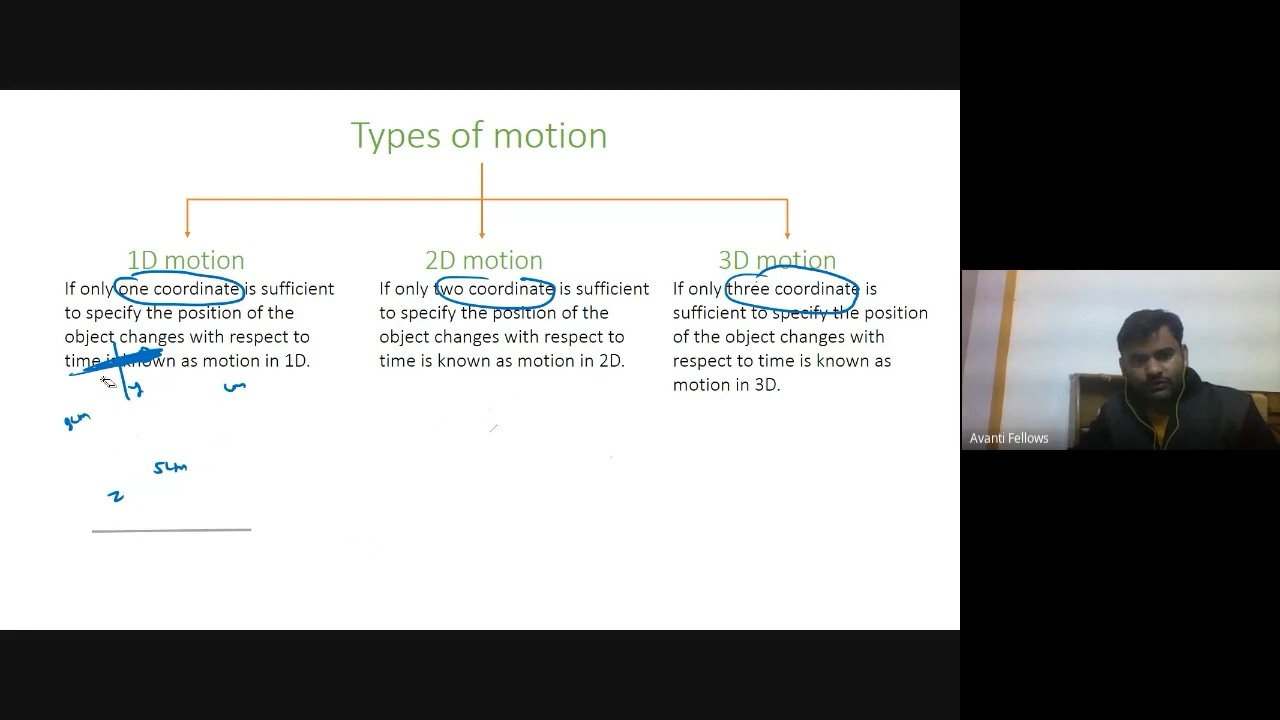 Types of motion
1D motion
If only one coordinate is sufficient
to specify the position of the
object changes with respect to
time is known as motion in 1D.
y
cm
9cm
5cm
2
2D motion
If only two coordinate is sufficient
to specify the position of the
object changes with respect to
time is known as motion in 2D.
3D motion
If only three coordinate is
sufficient to specify the position
of the object changes with
respect to time is known as
motion in 3D.
Avanti Fellows